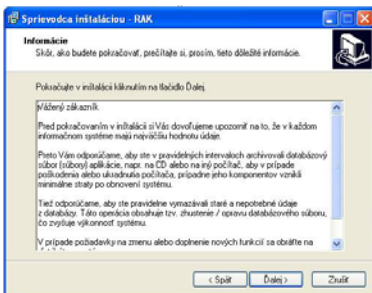 Sprievodca inštaláciou - RAK
Informácie
Skôr, ako budete pokračovať, prečítajte si, prosím, tieto dôležité informácie.
Pokračujte v inštalácii kliknutím na tlačidlo Ďalej.
Vážený zákazník
Pred pokračovaním v inštalácii si Vás dovoľujeme upozorniť na to, že v každom
informačnom systéme majú najväčšiu hodnotu údaje.
Preto Vám odporúčame, aby ste v pravidelných intervaloch archivovali databázový
súbor (súbory) aplikácie, napr. na CD alebo na iný počítač, aby v prípade
poškodenia alebo ukradnutia počítača, prípadne jeho komponentov vznikli
minimálne straty po obnovení systému.
Tiež odporúčame, aby ste pravidelne vymazávali staré a nepotrebné údaje
z databázy. Táto operácia obsahuje tzv. zhustenie / opravu databázového súboru,
čo zvyšuje výkonnosť systému.
V prípade požiadavky na zmenu alebo doplnenie nových funkcií sa obráťte na
< Späť
Ďalej >
Zrušiť